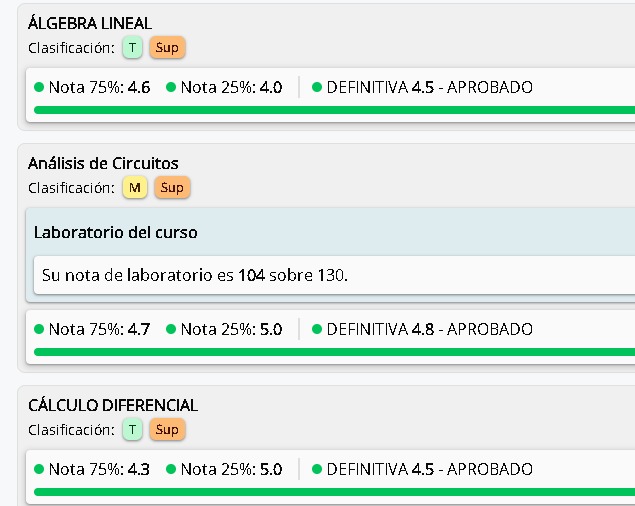 ÁLGEBRA LINEAL
Clasificación: T Sup
Nota 75%: 4.6 Nota 25%: 4.0 DEFINITIVA 4.5 - APROBADO
Análisis de Circuitos
Clasificación: M Sup
Laboratorio del curso
Su nota de laboratorio es 104 sobre 130.
Nota 75%: 4.7 Nota 25%: 5.0 DEFINITIVA 4.8 - APROBADO
CÁLCULO DIFERENCIAL
Clasificación: T Sup
Nota 75%: 4.3 Nota 25%: 5.0 DEFINITIVA 4.5 - APROBADO